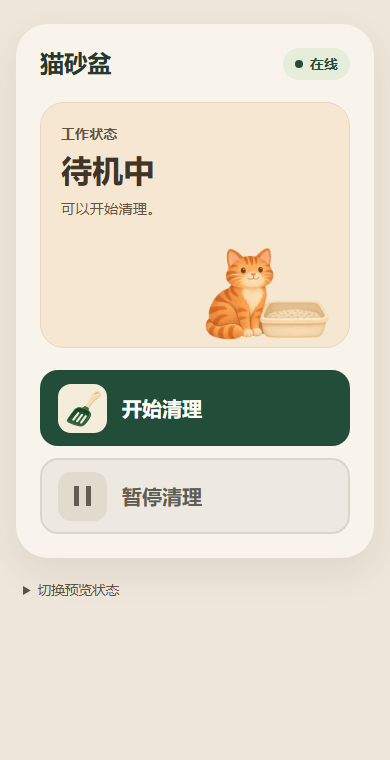 猫砂盆
在线
工作状态
待机中
可以开始清理。
开始清理
暂停清理
切换预览状态